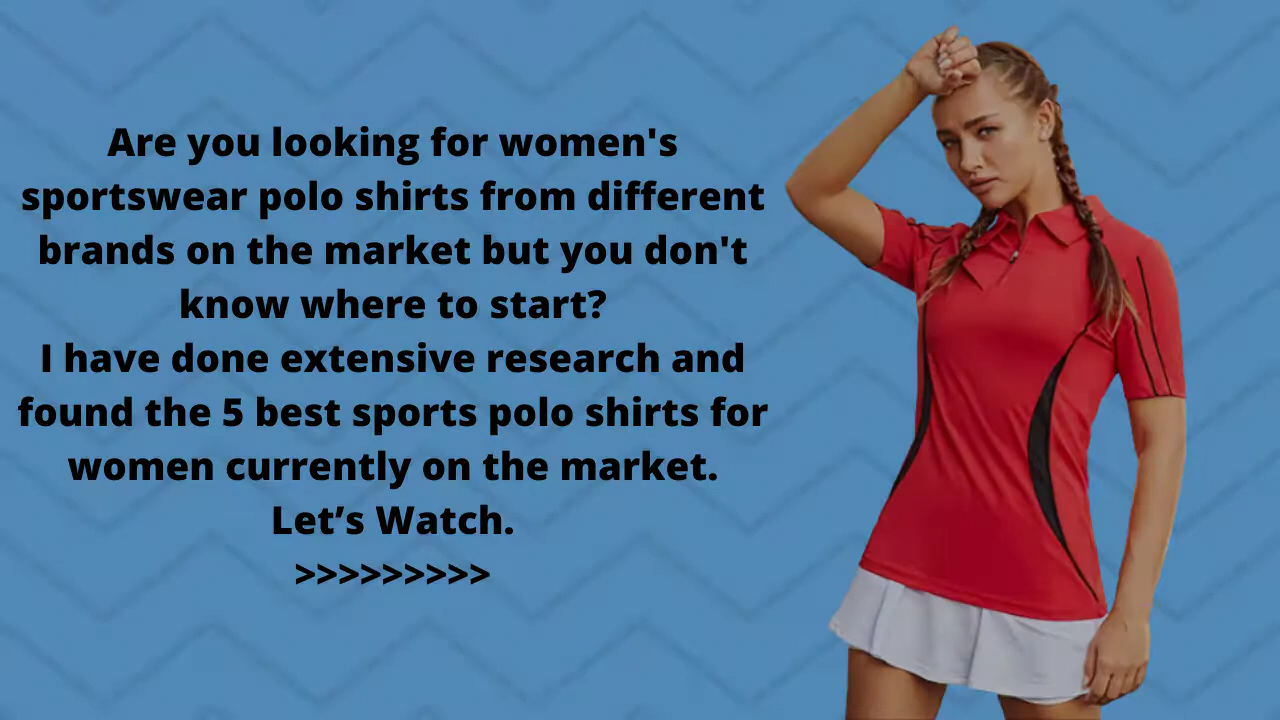 Are you looking for women's
sportswear polo shirts from different
brands on the market but you don't
know where to start?
I have done extensive research and
found the 5 best sports polo shirts for
women currently on the market.
Let’s Watch.
>>>>>>>>>